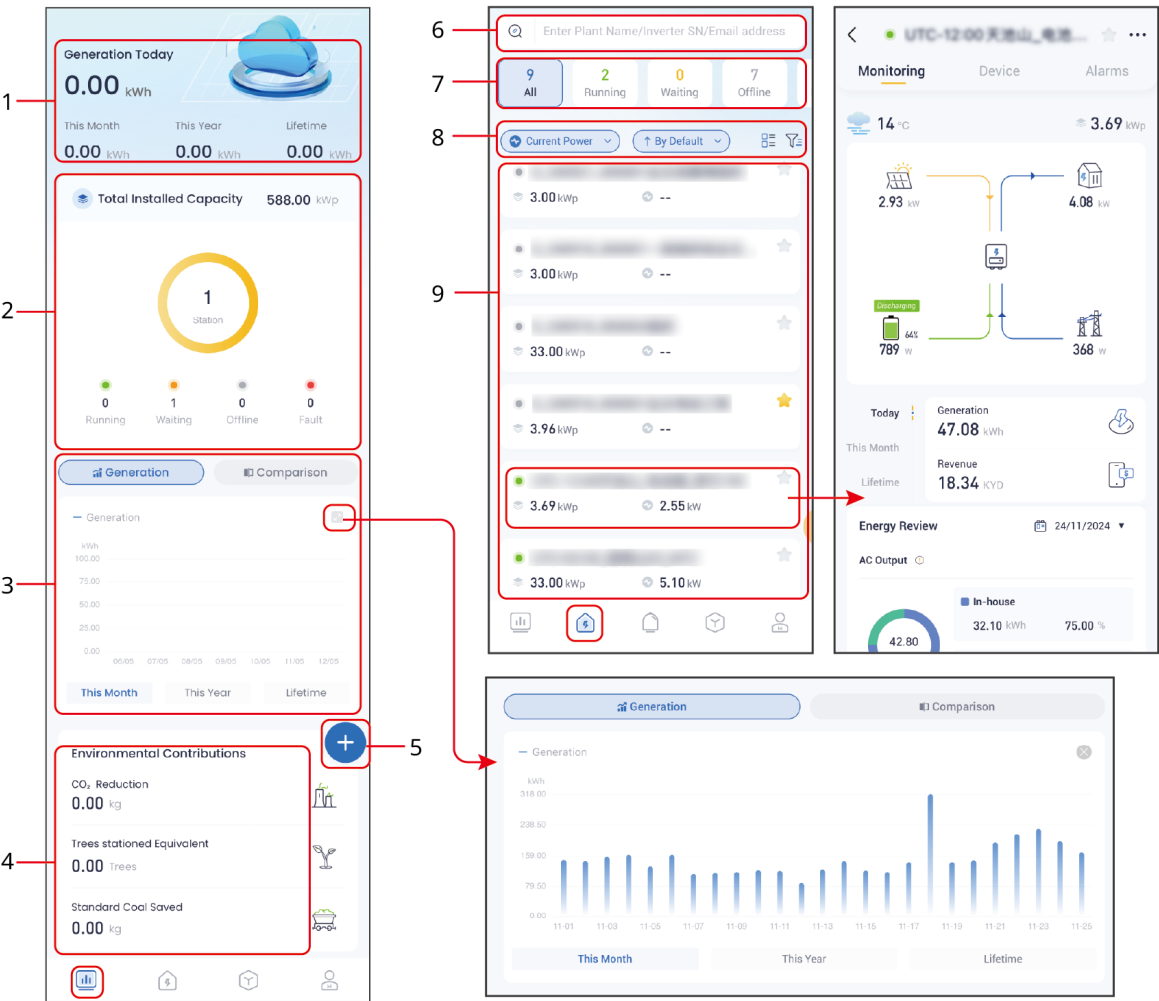 Generation Today
0.00 kWh
This Month This Year Lifetime
0.00 kWh 0.00 kWh 0.00 kWh
1
Total Installed Capacity 588.00 kWp
1
Station
0 1 0 0
Running Waiting Offline Fault
2
Generation Comparison
Generation
kWh
100.00
75.00
50.00
25.00
0.00
06/05 07/05 08/05 09/05 10/05 11/05 12/05
This Month This Year Lifetime
3
5
Environmental Contributions
CO₂ Reduction
0.00 kg
Trees stationed Equivalent
0.00 Trees
Standard Coal Saved
0.00 kg
4
6
Enter Plant Name/Inverter SN/Email address
7
9 2 0 7
All Running Waiting Offline
8
Current Power ↑ By Default
9
3.00 kWp --
3.00 kWp --
33.00 kWp --
3.96 kWp --
3.69 kWp 2.55 kW
33.00 kWp 5.10 kW
UTC-12:00 天池山_电池...
Monitoring Device Alarms
14 °C 3.69 kWp
2.93 kW 4.08 kW
Discharging
64%
789 W 368 W
Today
This Month
Lifetime
Generation
47.08 kWh
Revenue
18.34 KYD
Energy Review 24/11/2024
AC Output
42.80
In-house
32.10 kWh 75.00 %
Generation Comparison
Generation
kWh
318.00
238.50
159.00
79.50
0.00
11-01 11-03 11-05 11-07 11-09 11-11 11-13 11-15 11-17 11-19 11-21 11-23 11-25
This Month This Year Lifetime